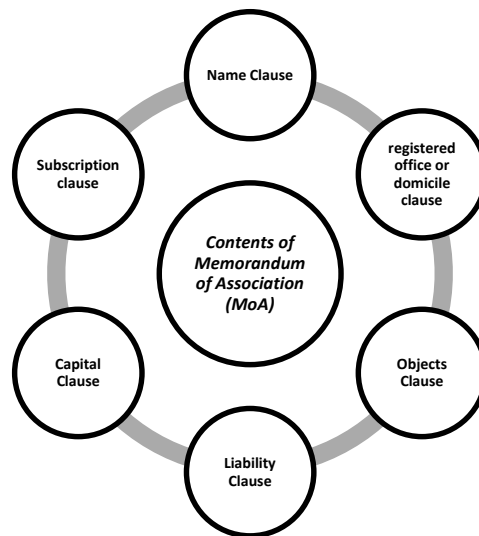 Name Clause
registered
office or
domicile
clause
Objects
Clause
Liability
Clause
Capital
Clause
Subscription
clause
Contents of
Memorandum
of Association
(MoA)